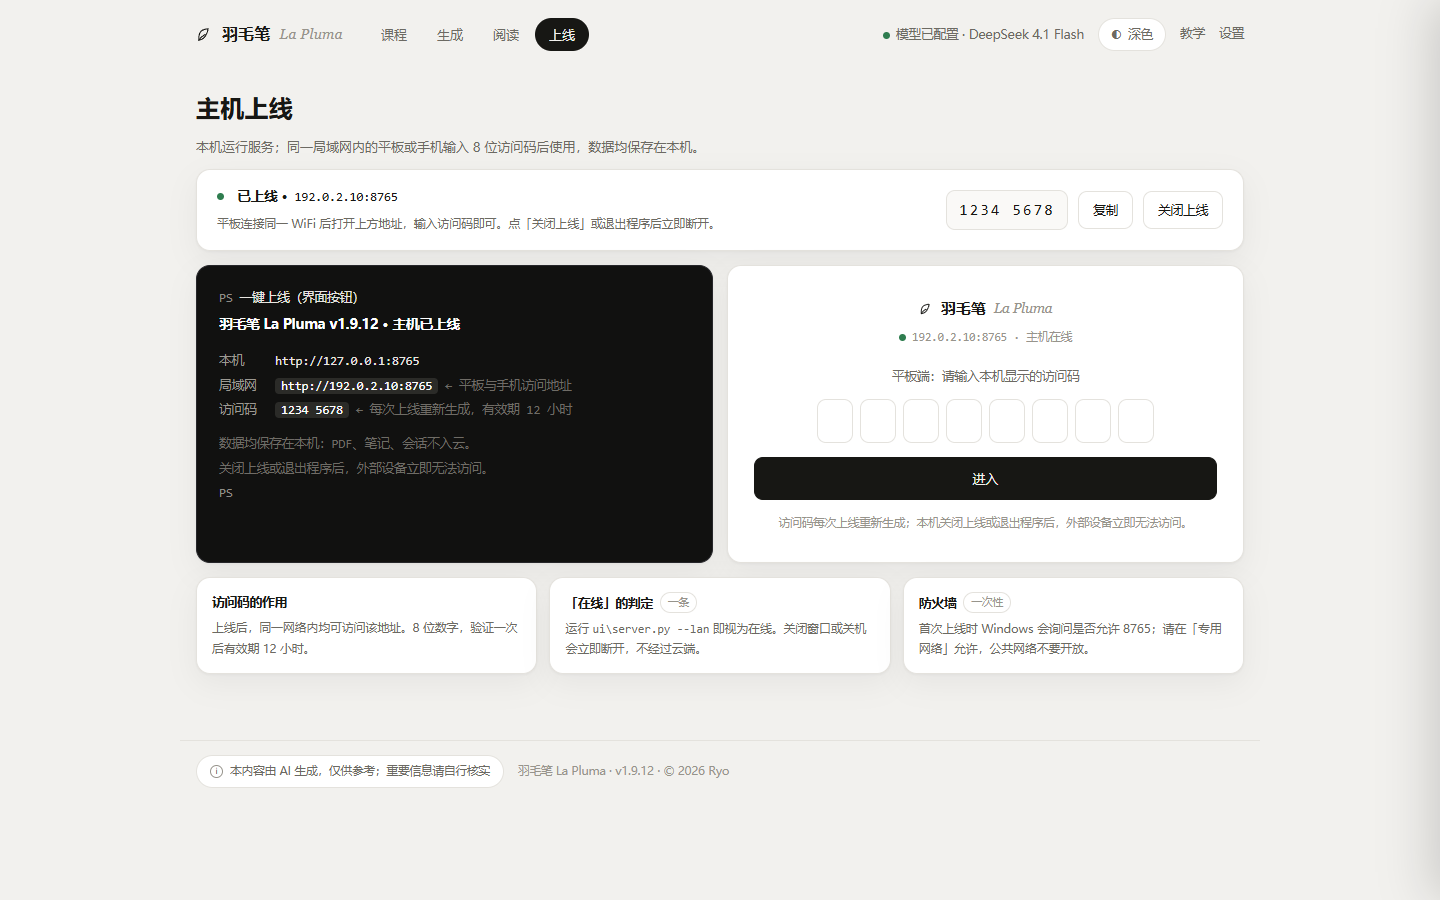 羽毛笔 La Pluma 课程 生成 阅读 上线 模型已配置 · DeepSeek 4.1 Flash 深色 教学 设置
主机上线
本机运行服务；同一局域网内的平板或手机输入 8 位访问码后使用，数据均保存在本机。
已上线 • 192.0.2.10:8765
平板连接同一 WiFi 后打开上方地址，输入访问码即可。点「关闭上线」或退出程序后立即断开。
1234 5678 复制 关闭上线
PS 一键上线（界面按钮）
羽毛笔 La Pluma v1.9.12 • 主机已上线
本机 http://127.0.0.1:8765
局域网 http://192.0.2.10:8765 ← 平板与手机访问地址
访问码 1234 5678 ← 每次上线重新生成，有效期 12 小时
数据均保存在本机：PDF、笔记、会话不入云。
关闭上线或退出程序后，外部设备立即无法访问。
PS
羽毛笔 La Pluma
192.0.2.10:8765 · 主机在线
平板端：请输入本机显示的访问码
进入
访问码每次上线重新生成；本机关闭上线或退出程序后，外部设备立即无法访问。
访问码的作用
上线后，同一网络内均可访问该地址。8 位数字，验证一次
后有效期 12 小时。
「在线」的判定 一条
运行 ui\server.py --lan 即视为在线。关闭窗口或关机
会立即断开，不经过云端。
防火墙 一次性
首次上线时 Windows 会询问是否允许 8765；请在「专用
网络」允许，公共网络不要开放。
本内容由 AI 生成，仅供参考；重要信息请自行核实
羽毛笔 La Pluma · v1.9.12 · © 2026 Ryo